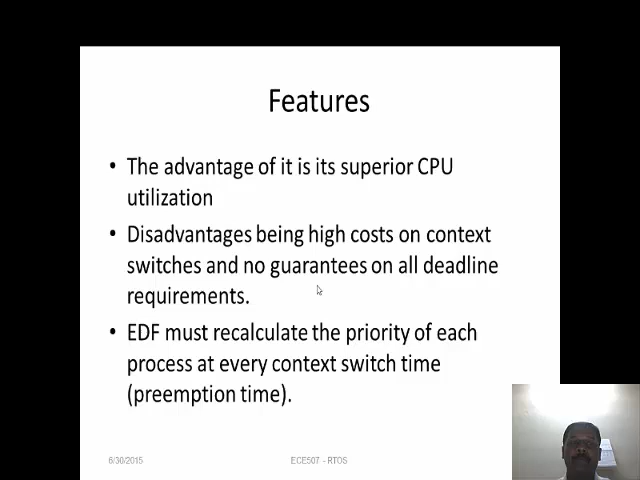 Features
• The advantage of it is its superior CPU
utilization
• Disadvantages being high costs on context
switches and no guarantees on all deadline
requirements.
• EDF must recalculate the priority of each
process at every context switch time
(preemption time).
6/30/2015
ECE507 - RTOS